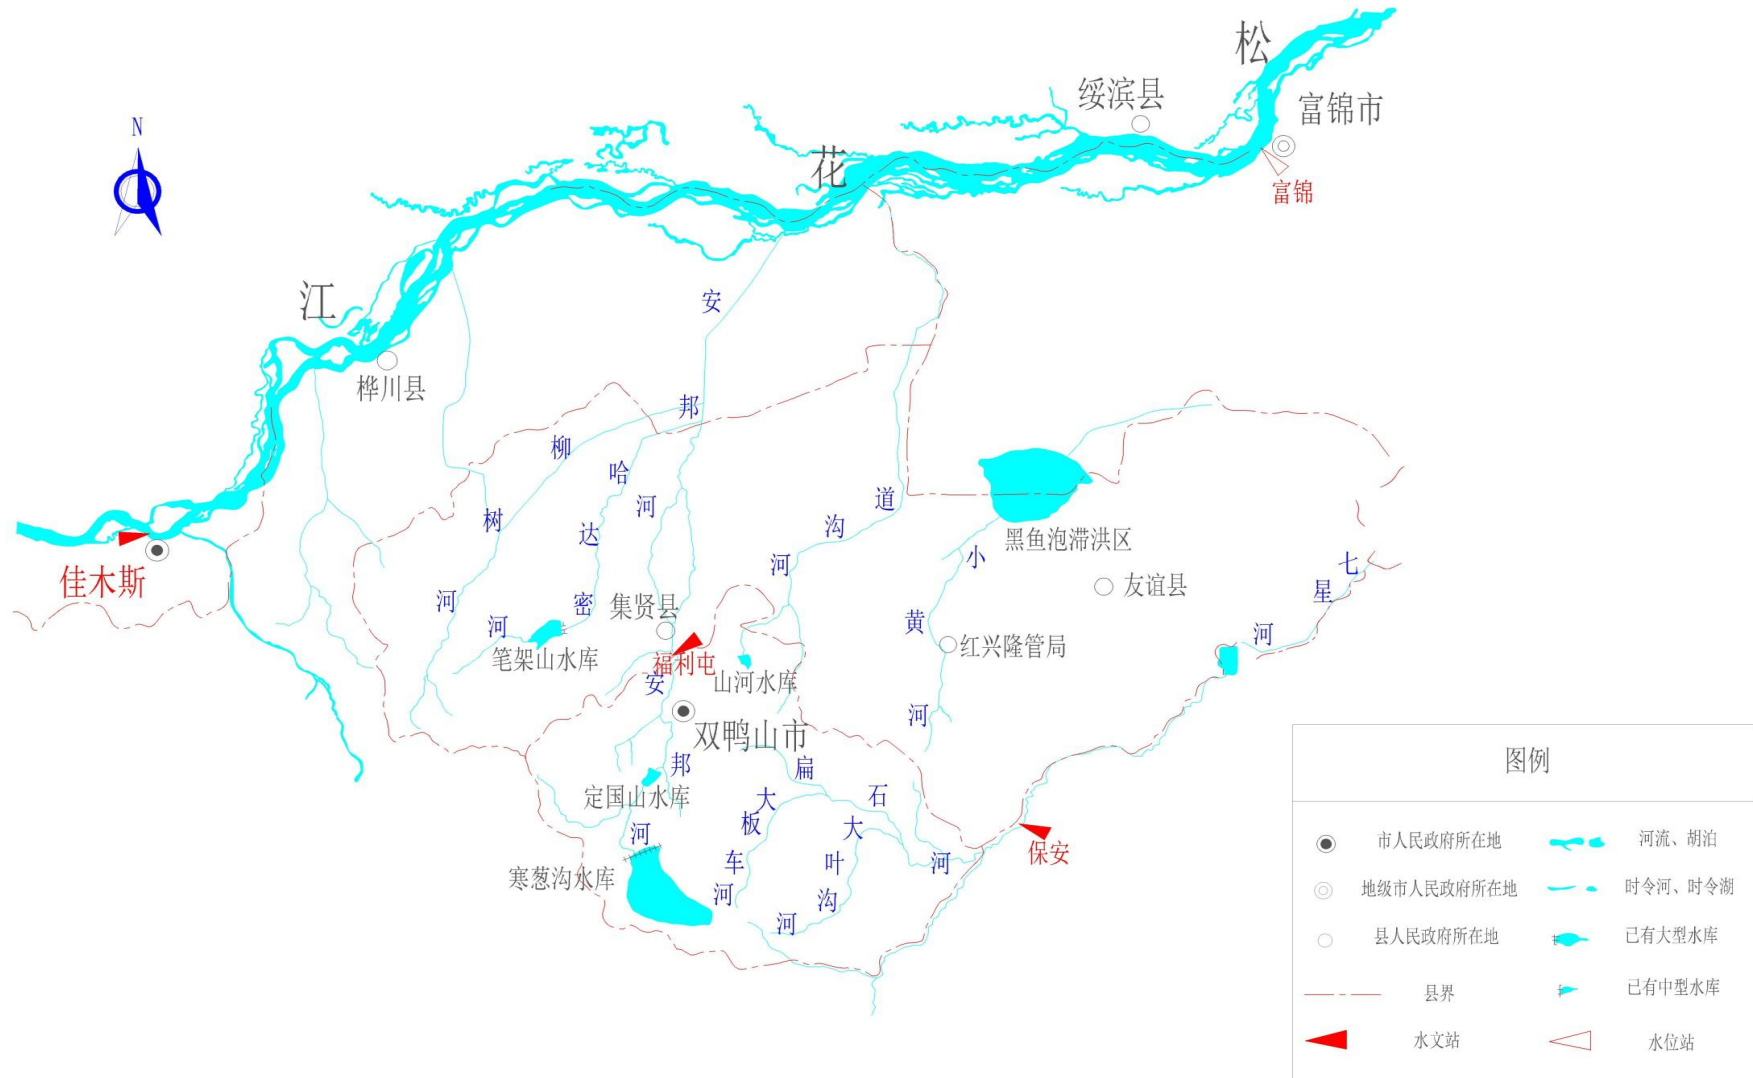 松
绥滨县
富锦市
N
花
富锦
江
安
桦川县
邦
柳
哈
河
道
树
达
沟
黑鱼泡滞洪区
小
河
七
友谊县
星
河
密
集贤县
佳木斯
河
黄
河
红兴隆管局
笔架山水库
福利屯
山河水库
安
河
双鸭山市
邦
扁
定国山水库
大
石
板
大
河
车
叶
河
保安
寒葱沟水库
河
沟
河
图例
市人民政府所在地
河流、胡泊
地级市人民政府所在地
时令河、时令湖
县人民政府所在地
已有大型水库
县界
已有中型水库
水文站
水位站